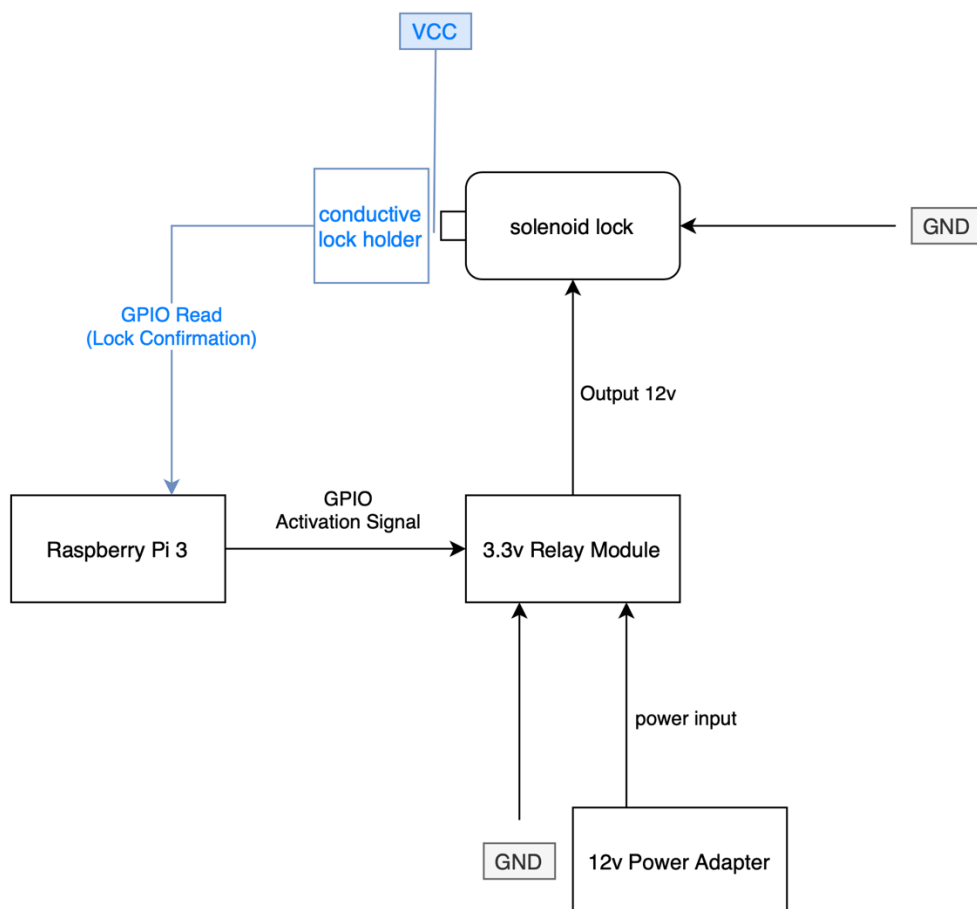 VCC
conductive
lock holder
solenoid lock
GND
GPIO Read
(Lock Confirmation)
Output 12v
Raspberry Pi 3
GPIO
Activation Signal
3.3v Relay Module
power input
GND
12v Power Adapter